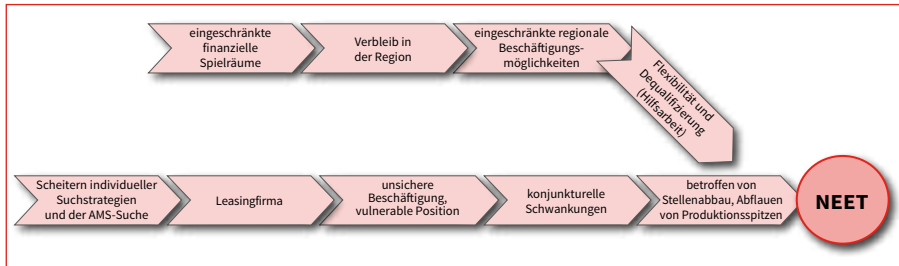 eingeschränkte
finanzielle
Spielräume
Verbleib in
der Region
eingeschränkte regionale
Beschäftigungs-
möglichkeiten
Flexibilität und
Dequalifizierung
(Hilfsarbeit)
Scheitern individueller
Suchstrategien
und der AMS-Suche
Leasingfirma
unsichere
Beschäftigung,
vulnerable Position
konjunkturelle
Schwankungen
betroffen von
Stellenabbau, Abflauen
von Produktionsspitzen
NEET